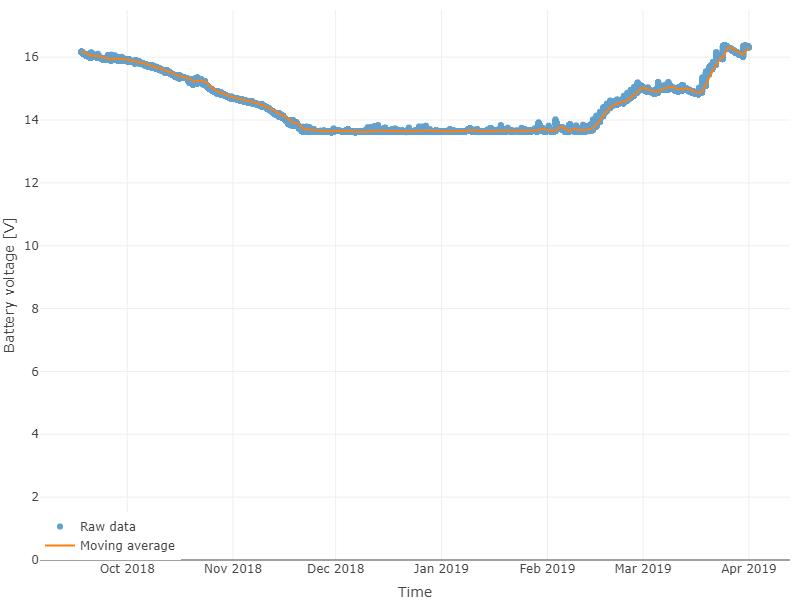 16
14
12
10
8
6
4
2
0
Battery voltage [V]
Raw data
Moving average
Oct 2018
Nov 2018
Dec 2018
Jan 2019
Feb 2019
Mar 2019
Apr 2019
Time